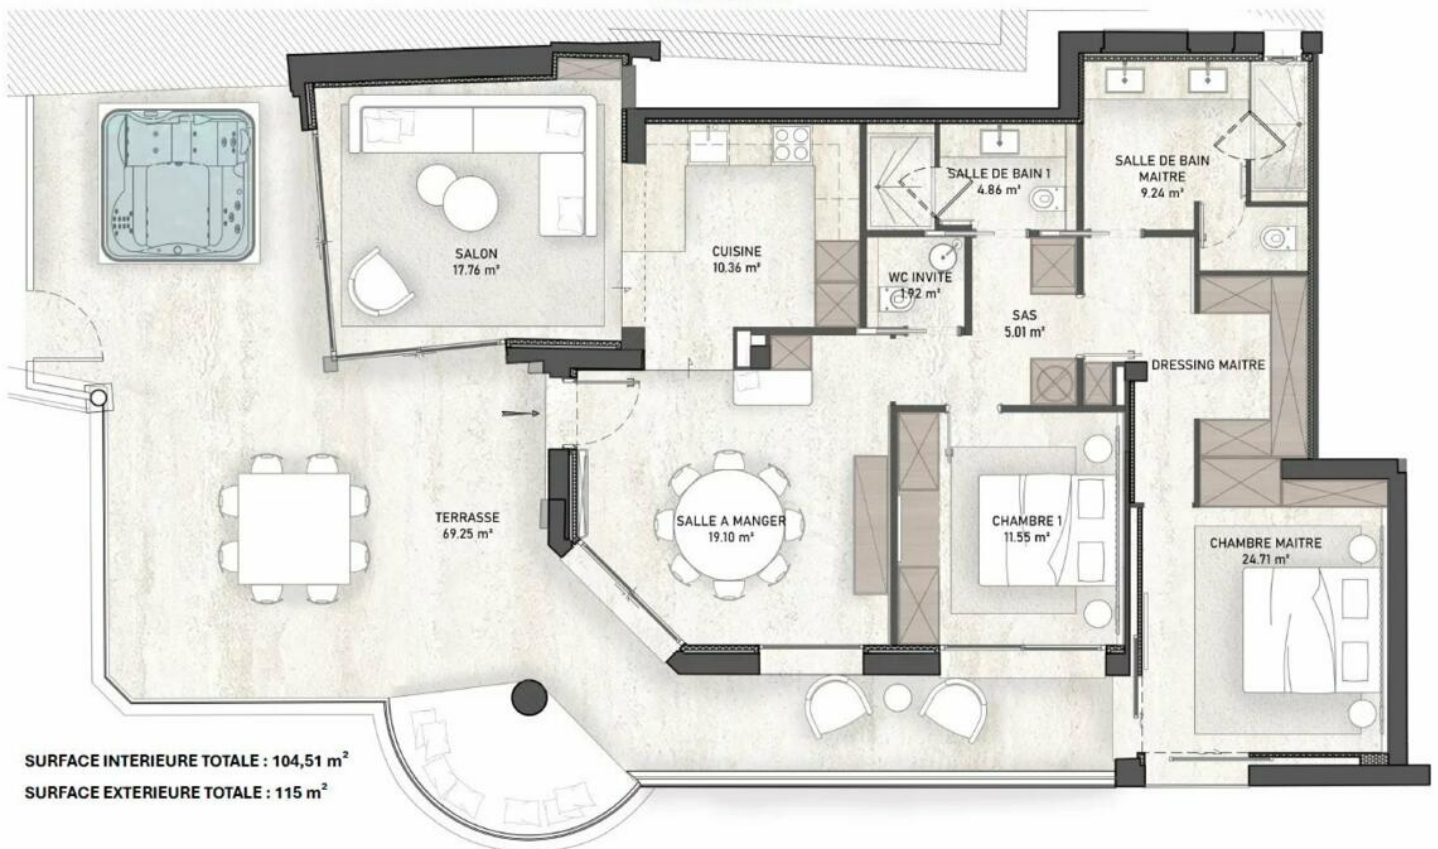 SALLE DE BAIN
MAITRE
9.24 m²
SALLE DE BAIN 1
4.86 m²
SALON
17.76 m²
CUISINE
10.36 m²
WC INVITE
1.92 m²
SAS
5.01 m²
DRESSING MAITRE
TERRASSE
69.25 m²
SALLE A MANGER
19.10 m²
CHAMBRE 1
11.55 m²
CHAMBRE MAITRE
24.71 m²
SURFACE INTERIEURE TOTALE : 104,51 m²
SURFACE EXTERIEURE TOTALE : 115 m²